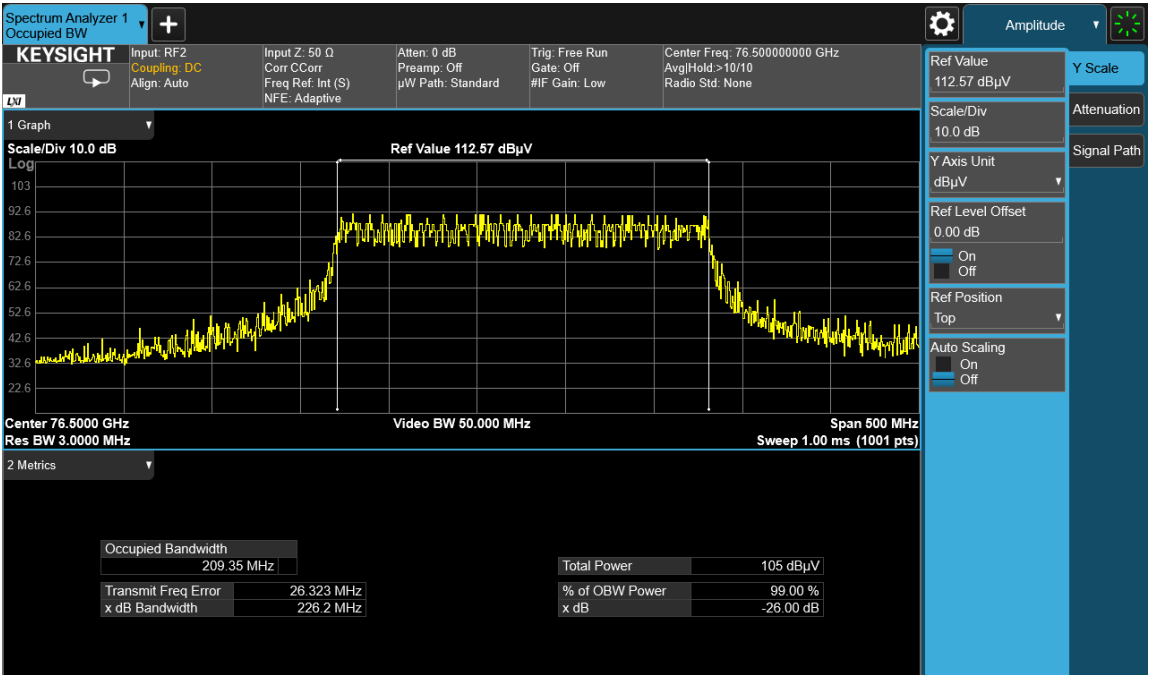 Spectrum Analyzer 1
Occupied BW
Amplitude
KEYSIGHT
LXI
Input: RF2
Coupling: DC
Align: Auto
Input Z: 50 Ω
Corr CCorr
Freq Ref: Int (S)
NFE: Adaptive
Atten: 0 dB
Preamp: Off
µW Path: Standard
Trig: Free Run
Gate: Off
#IF Gain: Low
Center Freq: 76.500000000 GHz
Avg|Hold:>10/10
Radio Std: None
1 Graph
Scale/Div 10.0 dB
Ref Value 112.57 dBµV
Log
103
92.6
82.6
72.6
62.6
52.6
42.6
32.6
22.6
Center 76.5000 GHz
Video BW 50.000 MHz
Span 500 MHz
Res BW 3.0000 MHz
Sweep 1.00 ms (1001 pts)
2 Metrics
Occupied Bandwidth
209.35 MHz
Transmit Freq Error 26.323 MHz
x dB Bandwidth 226.2 MHz
Total Power 105 dBµV
% of OBW Power 99.00 %
x dB -26.00 dB
Ref Value
112.57 dBµV
Scale/Div
10.0 dB
Y Axis Unit
dBµV
Ref Level Offset
0.00 dB
On
Off
Ref Position
Top
Auto Scaling
On
Off
Y Scale
Attenuation
Signal Path